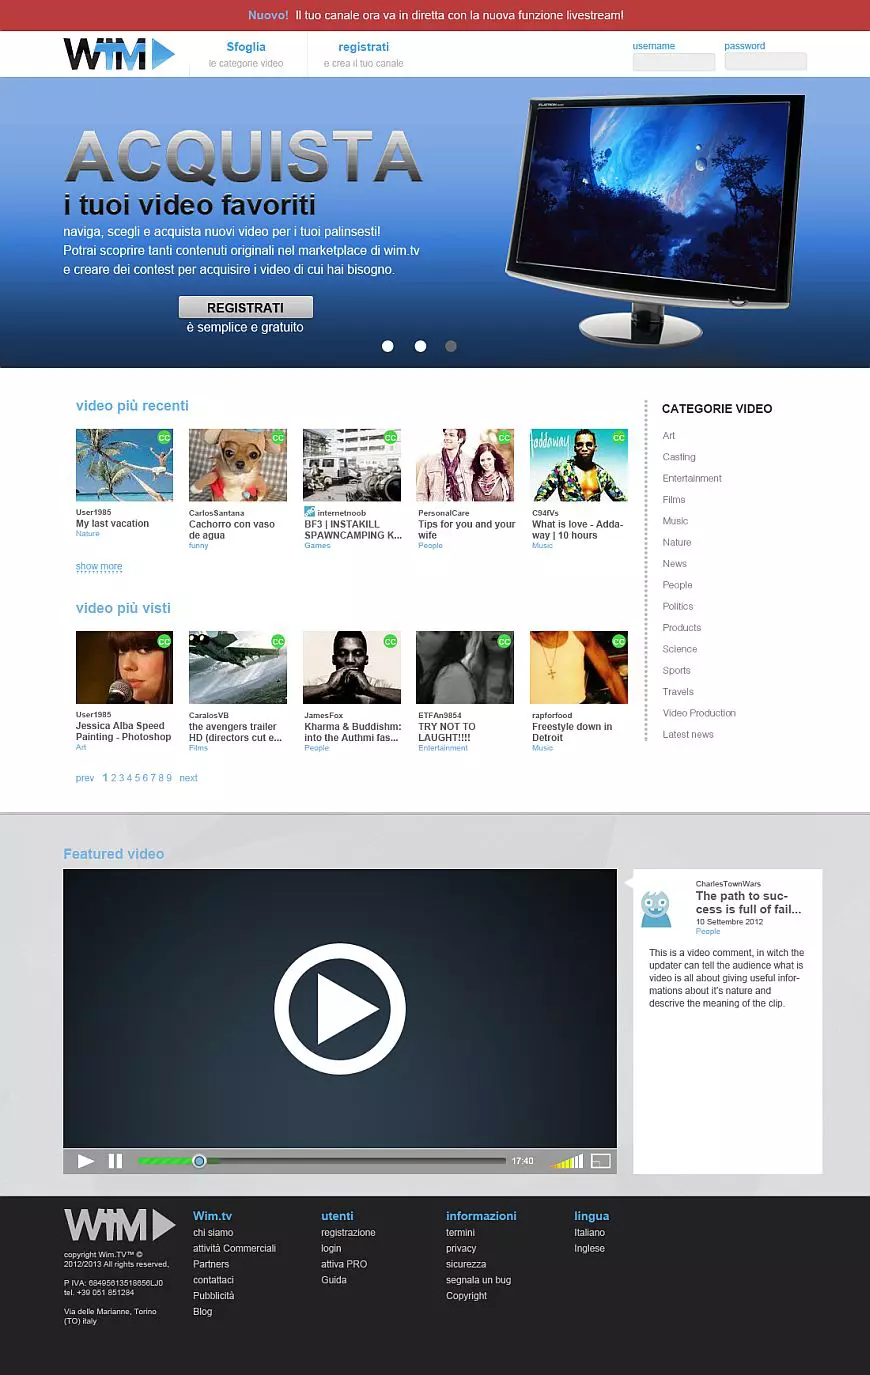 Nuovo! Il tuo canale ora va in diretta con la nuova funzione livestream!
WIM
Sfoglia
le categorie video
registrati
e crea il tuo canale
username
password
ACQUISTA
i tuoi video favoriti
naviga, scegli e acquista nuovi video per i tuoi palinsesti!
Potrai scoprire tanti contenuti originali nel marketplace di wim.tv
e creare dei contest per acquisire i video di cui hai bisogno.
REGISTRATI
è semplice e gratuito
video più recenti
CC
CC
CC
CC
CC
User1985
My last vacation
Nature
CarlosSantana
Cachorro con vaso
de agua
funny
internetnoob
BF3 | INSTAKILL
SPAWNCAMPING K...
Games
PersonalCare
Tips for you and your
wife
People
haddaway
C94fVs
What is love - Adda-
way | 10 hours
Music
show more
video più visti
CC
CC
CC
CC
CC
User1985
Jessica Alba Speed
Painting - Photoshop
Art
CaralosVB
the avengers trailer
HD (directors cut e...
Films
JamesFox
Kharma & Buddishm:
into the Authmi fas...
People
ETFAn9854
TRY NOT TO
LAUGHT!!!!
Entertainment
rapforfood
Freestyle down in
Detroit
Music
prev 1 2 3 4 5 6 7 8 9 next
CATEGORIE VIDEO
Art
Casting
Entertainment
Films
Music
Nature
News
People
Politics
Products
Science
Sports
Travels
Video Production
Latest news
Featured video
17:40
CharlesTownWars
The path to suc-
cess is full of fail...
10 Settembre 2012
People
This is a video comment, in witch the
updater can tell the audience what is
video is all about giving useful infor-
mations about it's nature and
descrive the meaning of the clip.
WIM
copyright Wim.TV™ ©
2012/2013 All rights reserved,
P IVA: 68495613518656LJ0
tel. +39 051 851284
Via delle Marianne, Torino
(TO) italy
Wim.tv
chi siamo
attività Commerciali
Partners
contattaci
Pubblicità
Blog
utenti
registrazione
login
attiva PRO
Guida
informazioni
termini
privacy
sicurezza
segnala un bug
Copyright
lingua
Italiano
Inglese